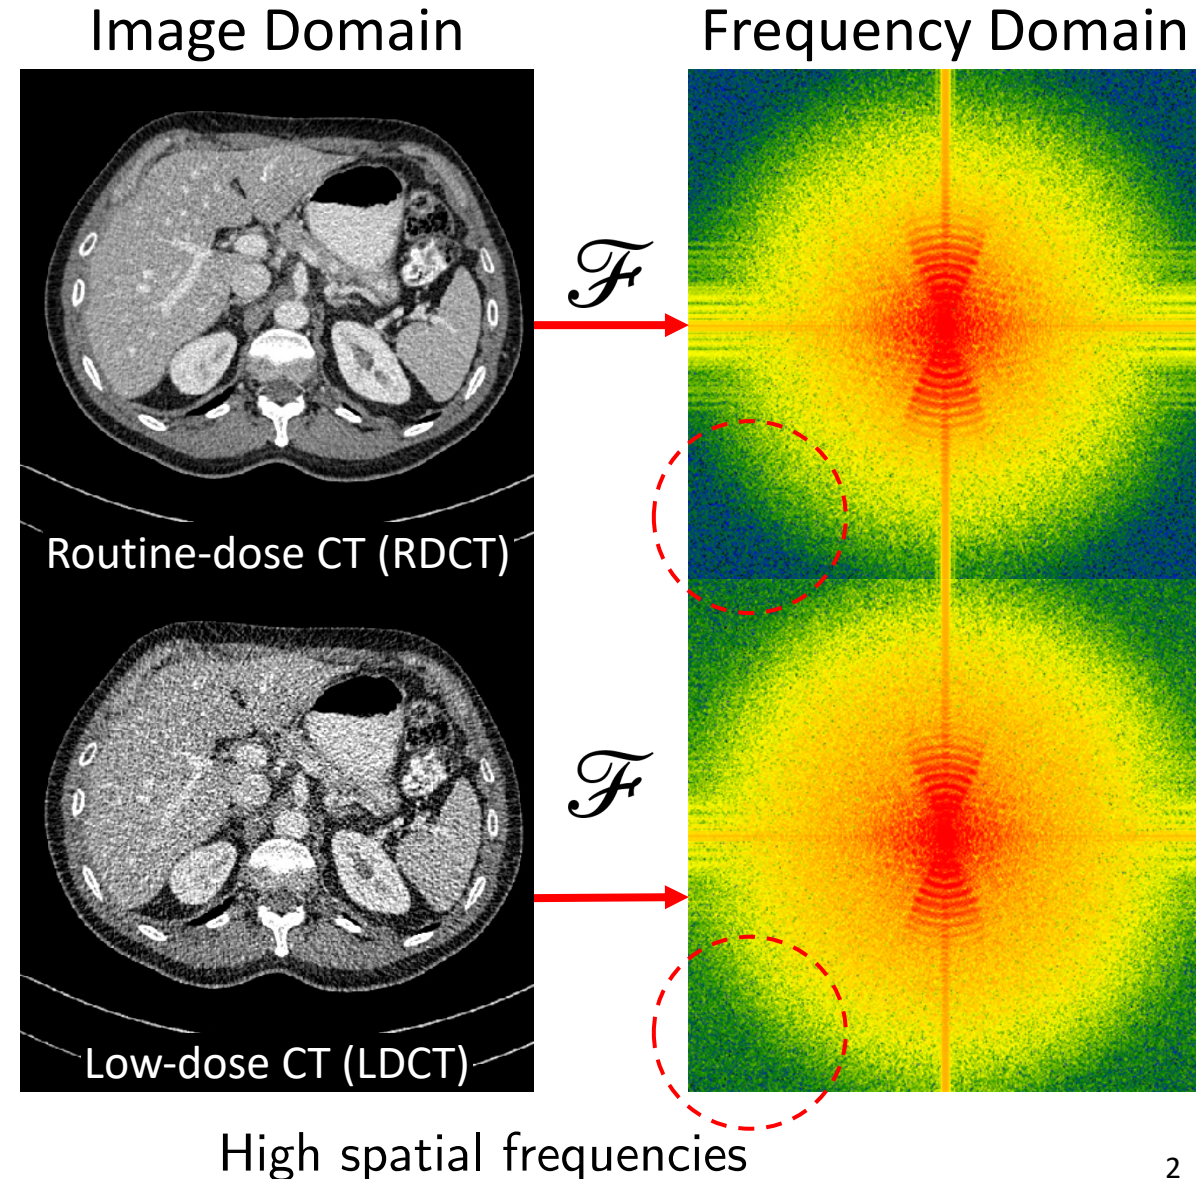 Image Domain
Frequency Domain
ℱ
Routine-dose CT (RDCT)
ℱ
Low-dose CT (LDCT)
High spatial frequencies
2